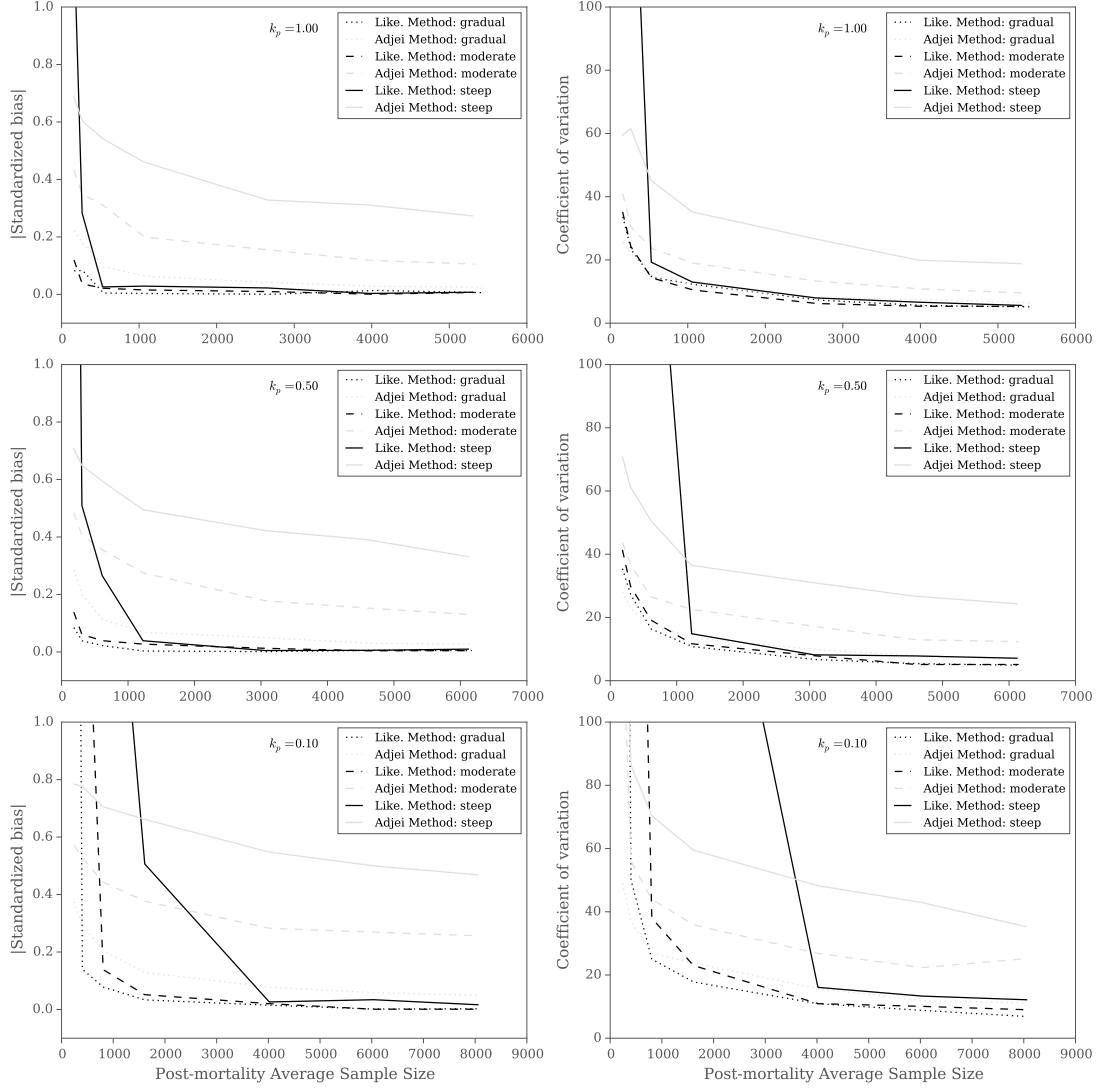 1.0
0.8
0.6
0.4
0.2
0.0
|Standardized bias|
k_p =1.00
Like. Method: gradual
Adjei Method: gradual
Like. Method: moderate
Adjei Method: moderate
Like. Method: steep
Adjei Method: steep
0 1000 2000 3000 4000 5000 6000
100
80
60
40
20
0
Coefficient of variation
k_p =1.00
Like. Method: gradual
Adjei Method: gradual
Like. Method: moderate
Adjei Method: moderate
Like. Method: steep
Adjei Method: steep
0 1000 2000 3000 4000 5000 6000
1.0
0.8
0.6
0.4
0.2
0.0
|Standardized bias|
k_p =0.50
Like. Method: gradual
Adjei Method: gradual
Like. Method: moderate
Adjei Method: moderate
Like. Method: steep
Adjei Method: steep
0 1000 2000 3000 4000 5000 6000 7000
100
80
60
40
20
0
Coefficient of variation
k_p =0.50
Like. Method: gradual
Adjei Method: gradual
Like. Method: moderate
Adjei Method: moderate
Like. Method: steep
Adjei Method: steep
0 1000 2000 3000 4000 5000 6000 7000
1.0
0.8
0.6
0.4
0.2
0.0
|Standardized bias|
k_p =0.10
Like. Method: gradual
Adjei Method: gradual
Like. Method: moderate
Adjei Method: moderate
Like. Method: steep
Adjei Method: steep
0 1000 2000 3000 4000 5000 6000 7000 8000 9000
Post-mortality Average Sample Size
100
80
60
40
20
0
Coefficient of variation
k_p =0.10
Like. Method: gradual
Adjei Method: gradual
Like. Method: moderate
Adjei Method: moderate
Like. Method: steep
Adjei Method: steep
0 1000 2000 3000 4000 5000 6000 7000 8000 9000
Post-mortality Average Sample Size